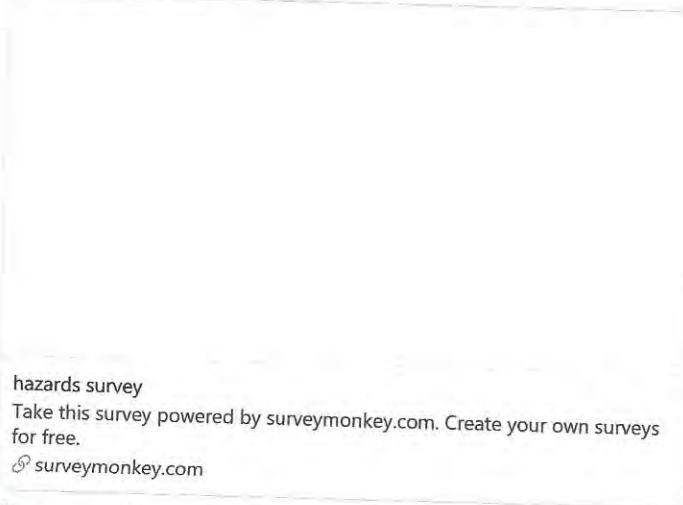 hazards survey
Take this survey powered by surveymonkey.com. Create your own surveys
for free.
surveymonkey.com